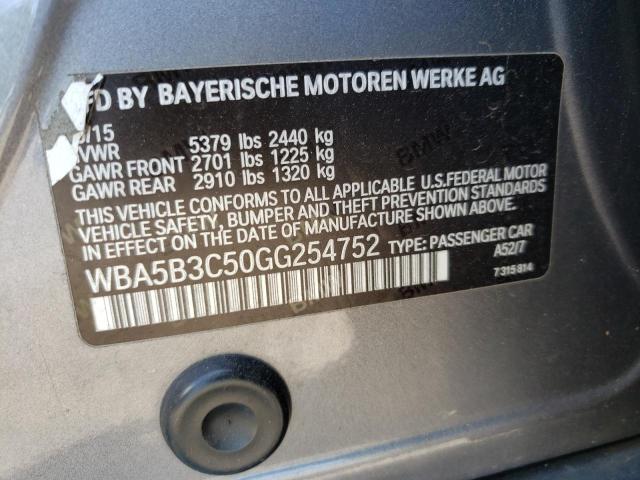 FD BY BAYERISCHE MOTOREN WERKE AG
/15
VWR 5379 lbs 2440 kg
GAWR FRONT 2701 lbs 1225 kg
GAWR REAR 2910 lbs 1320 kg
THIS VEHICLE CONFORMS TO ALL APPLICABLE U.S.FEDERAL MOTOR
VEHICLE SAFETY, BUMPER AND THEFT PREVENTION STANDARDS
IN EFFECT ON THE DATE OF MANUFACTURE SHOWN ABOVE.
WBA5B3C50GG254752 TYPE: PASSENGER CAR
A52/7
7 315 814